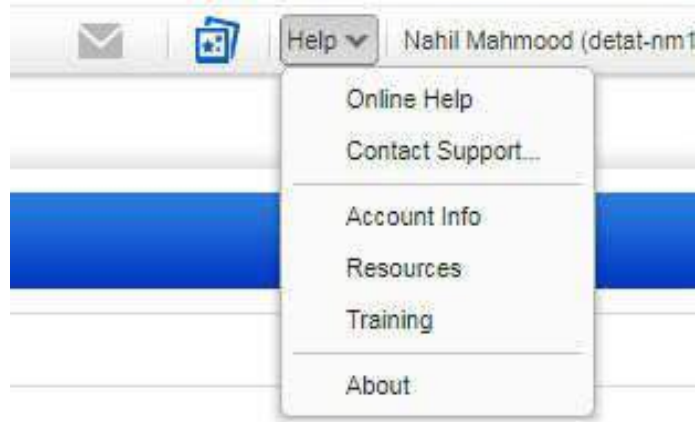 Help Nahil Mahmood (detat-nm1
Online Help
Contact Support...
Account Info
Resources
Training
About